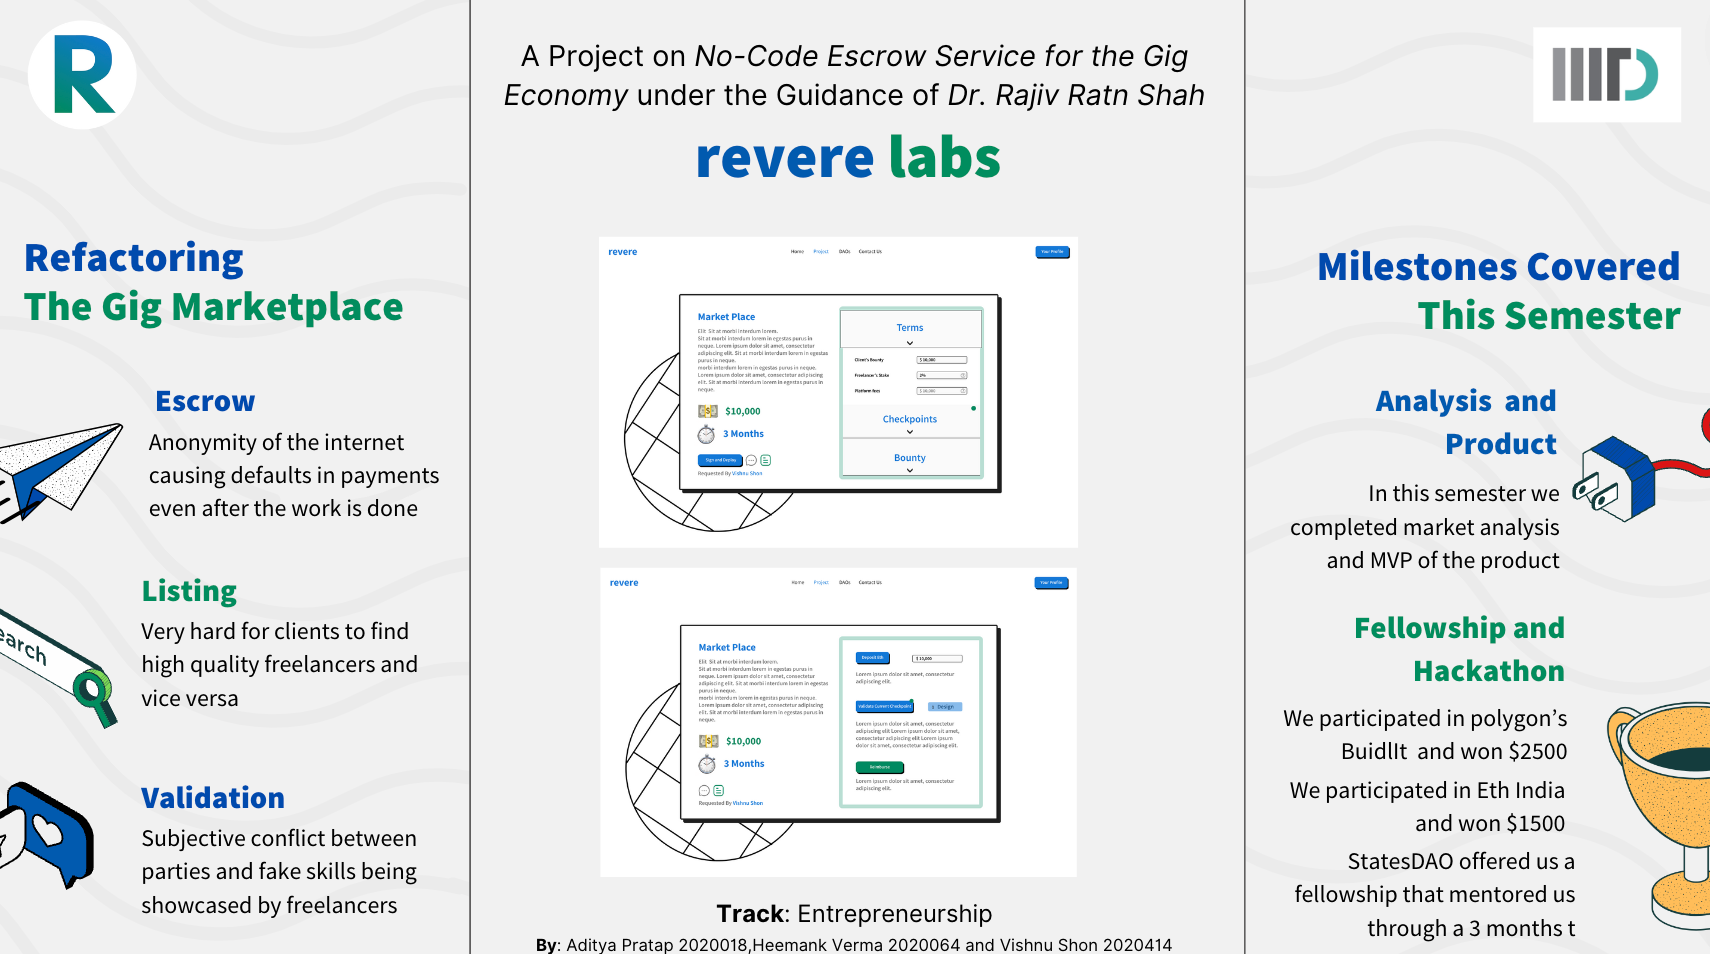 R
Refactoring
The Gig Marketplace
Escrow
Anonymity of the internet
causing defaults in payments
even after the work is done
earch
Listing
Very hard for clients to find
high quality freelancers and
vice versa
Validation
Subjective conflict between
parties and fake skills being
showcased by freelancers
A Project on No-Code Escrow Service for the Gig
Economy under the Guidance of Dr. Rajiv Ratn Shah
revere labs
revere
Home Project DAOs Contact Us
Your Profile
Market Place
Elit Sit at morbi interdum lorem.
Sit at morbi interdum lorem in egestas purus in
neque. Lorem ipsum dolor sit amet, consectetur
adipiscing elit. Sit at morbi interdum lorem in egestas
purus in neque.
morbi interdum lorem in egestas purus in neque.
Lorem ipsum dolor sit amet, consectetur adipiscing
elit. Sit at morbi interdum lorem in egestas purus in
neque.
$10,000
3 Months
Sign and Deploy
Requested By Vishnu Shon
Terms
Client's Bounty $ 10,000
Freelancer's Stake 2%
Platform fees $ 10,000
Checkpoints
Bounty
revere
Home Project DAOs Contact Us
Your Profile
Market Place
Elit Sit at morbi interdum lorem.
Sit at morbi interdum lorem in egestas purus in
neque. Lorem ipsum dolor sit amet, consectetur
adipiscing elit. Sit at morbi interdum lorem in egestas
purus in neque.
morbi interdum lorem in egestas purus in neque.
Lorem ipsum dolor sit amet, consectetur adipiscing
elit. Sit at morbi interdum lorem in egestas purus in
neque.
$10,000
3 Months
Requested By Vishnu Shon
Deposit $ 10,000
Lorem ipsum dolor sit amet, consectetur
adipiscing elit.
Validate Current Checkpoint Design
Lorem ipsum dolor sit amet, consectetur adipiscing
elit Lorem ipsum dolor sit amet,
consectetur adipiscing elit Lorem ipsum
dolor sit amet, consectetur adipiscing elit.
Reimburse
Lorem ipsum dolor sit amet, consectetur
adipiscing elit.
Track: Entrepreneurship
By: Aditya Pratap 2020018,Heemank Verma 2020064 and Vishnu Shon 2020414
IIITD
Milestones Covered
This Semester
Analysis and
Product
In this semester we
completed market analysis
and MVP of the product
Fellowship and
Hackathon
We participated in polygon's
BuidlIt and won $2500
We participated in Eth India
and won $1500
StatesDAO offered us a
fellowship that mentored us
through a 3 months t